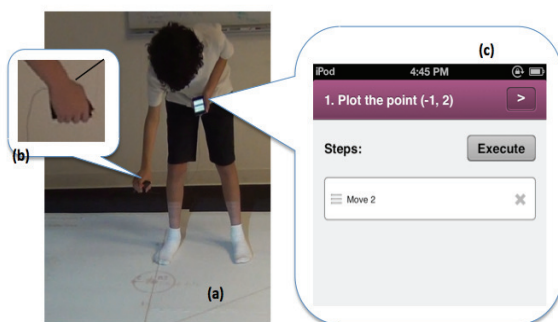 (c)
iPod 4:45 PM
1. Plot the point (-1, 2) >
Steps: Execute
Move 2
(b)
(a)